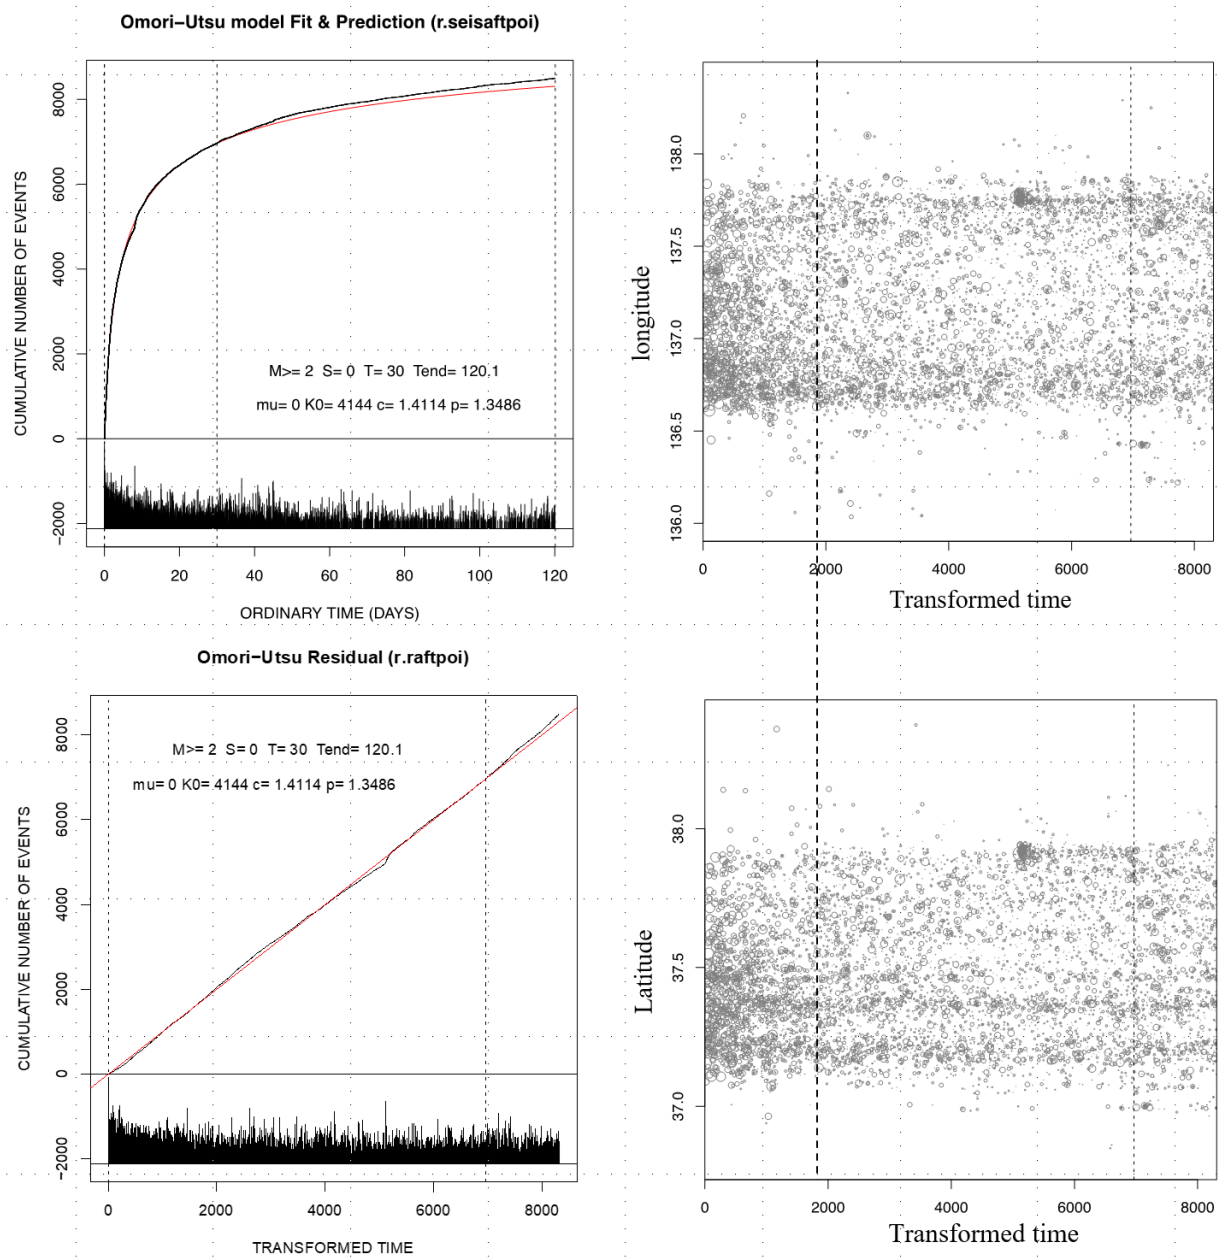 Omori–Utsu model Fit & Prediction (r.seisaftpoi)
CUMULATIVE NUMBER OF EVENTS
8000
6000
4000
2000
0
−2000
M>= 2 S= 0 T= 30 Tend= 120.1
mu= 0 K0= 4144 c= 1.4114 p= 1.3486
0 20 40 60 80 100 120
ORDINARY TIME (DAYS)
longitude
138.0
137.5
137.0
136.5
136.0
0 2000 4000 6000 8000
Transformed time
Omori−Utsu Residual (r.raftpoi)
CUMULATIVE NUMBER OF EVENTS
8000
6000
4000
2000
0
−2000
M>= 2 S= 0 T= 30 Tend= 120.1
mu= 0 K0= 4144 c= 1.4114 p= 1.3486
0 2000 4000 6000 8000
TRANSFORMED TIME
Latitude
38.0
37.5
37.0
0 2000 4000 6000 8000
Transformed time